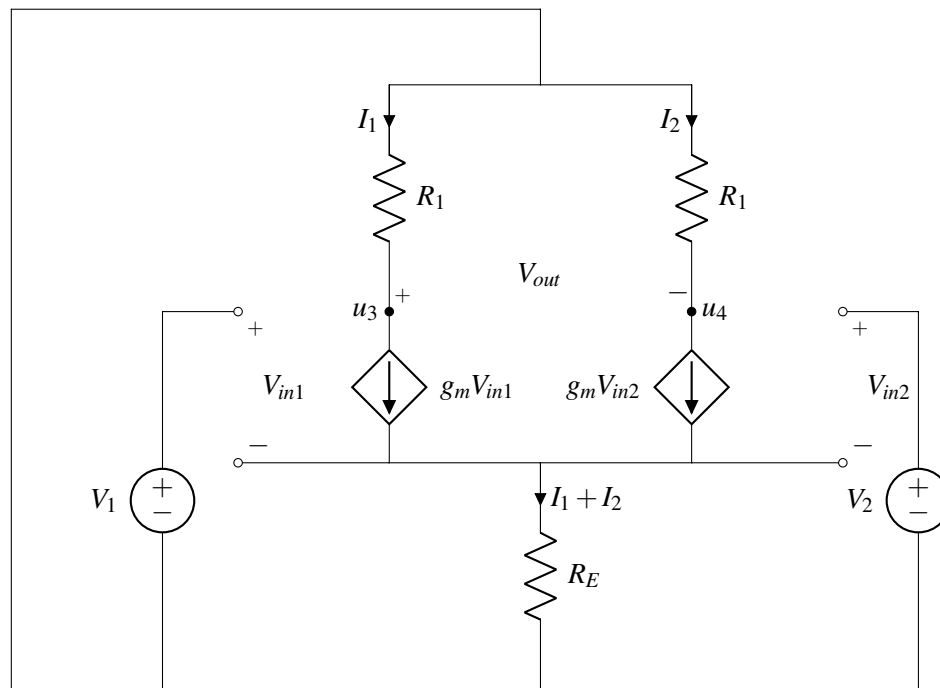 I1 I2
R1 R1
Vout
u3 + − u4
+ +
Vin1 gmVin1 gmVin2 Vin2
− −
V1 + − I1 + I2 V2 + −
RE